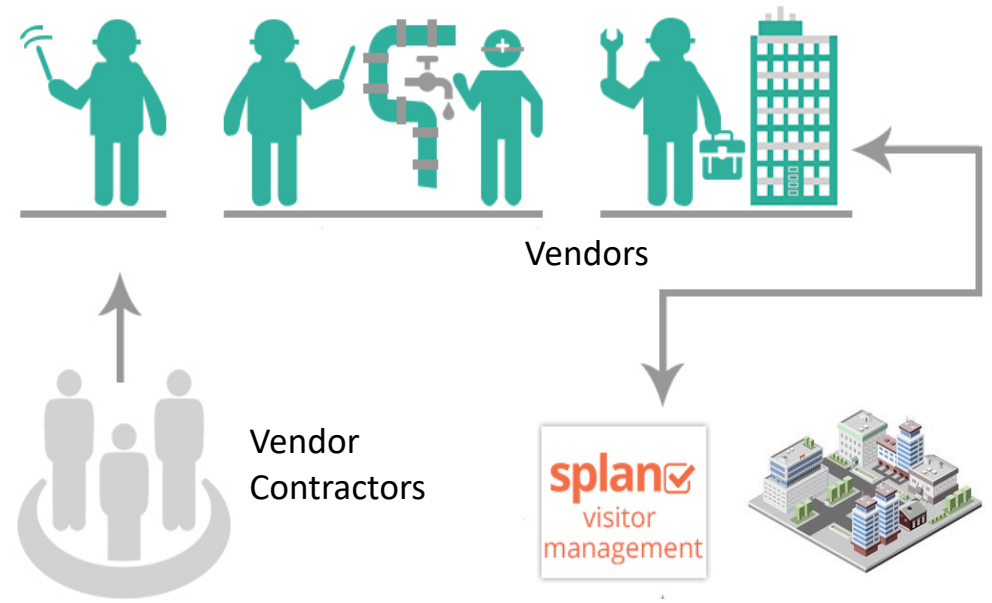 Vendors
Vendor
Contractors
splan
visitor
management